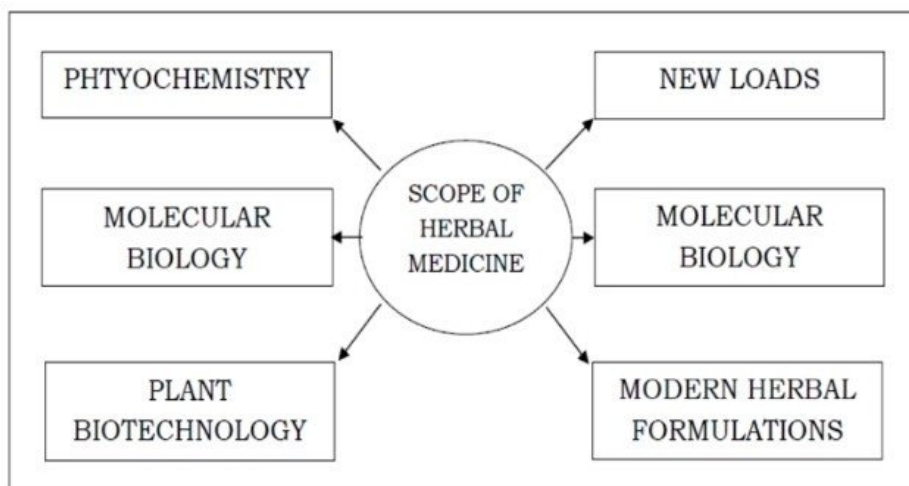 PHTYOCHEMISTRY
NEW LOADS
SCOPE OF
HERBAL
MEDICINE
MOLECULAR
BIOLOGY
MOLECULAR
BIOLOGY
PLANT
BIOTECHNOLOGY
MODERN HERBAL
FORMULATIONS